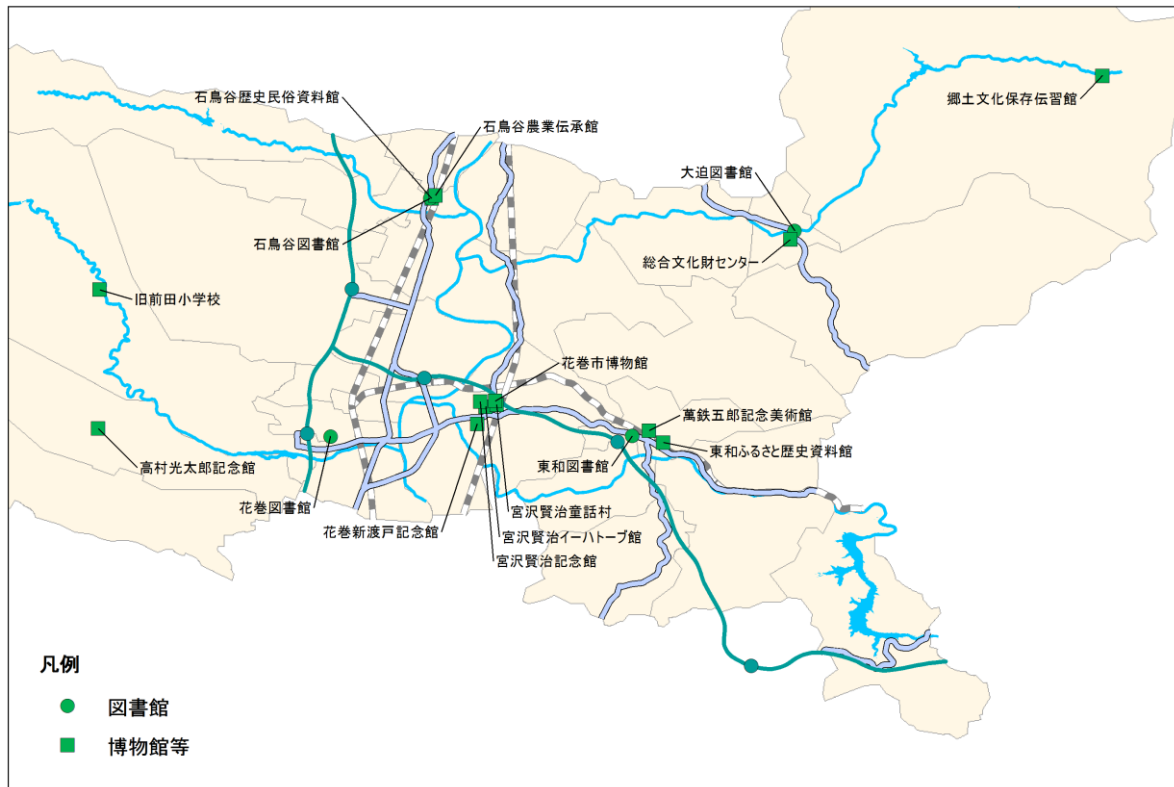 石鳥谷歴史民俗資料館
石鳥谷農業伝承館
郷土文化保存伝習館
大迫図書館
石鳥谷図書館
総合文化財センター
旧前田小学校
花巻市博物館
萬鉄五郎記念美術館
東和ふるさと歴史資料館
高村光太郎記念館
東和図書館
花巻図書館
花巻新渡戸記念館
宮沢賢治童話村
宮沢賢治イーハトーブ館
宮沢賢治記念館
凡例
図書館
博物館等